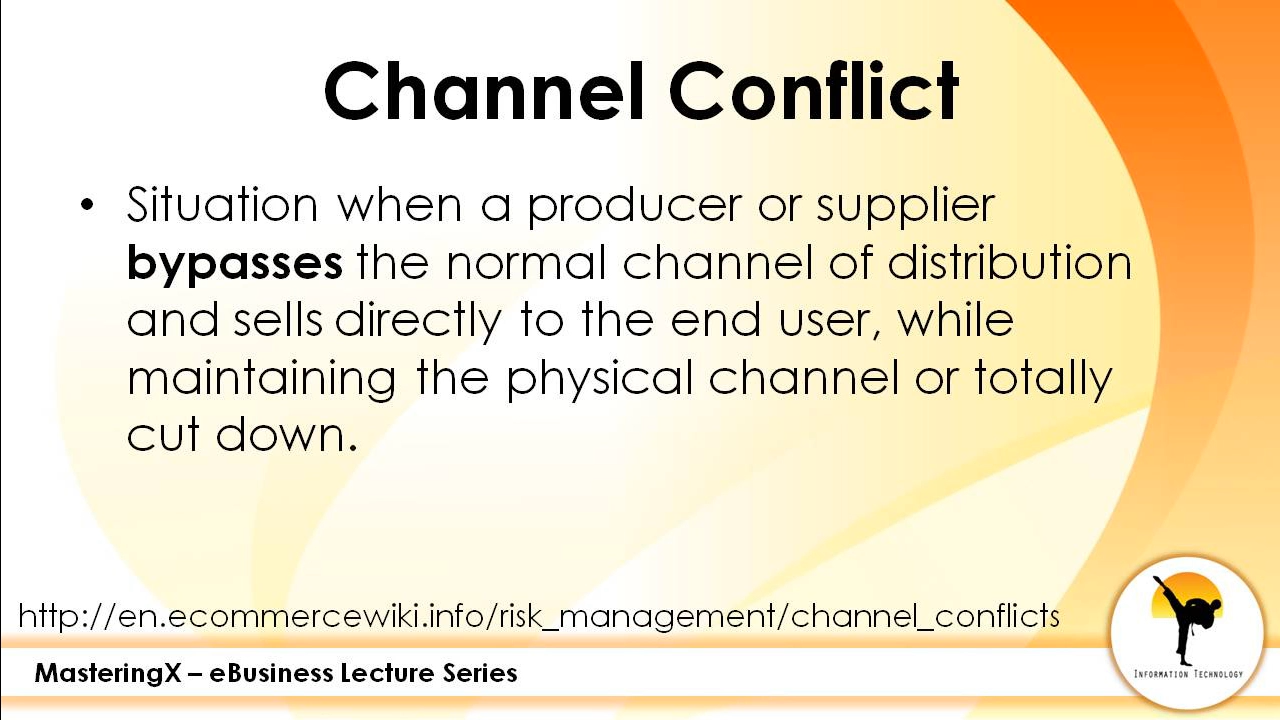 Channel Conflict
• Situation when a producer or supplier
bypasses the normal channel of distribution
and sells directly to the end user, while
maintaining the physical channel or totally
cut down.
http://en.ecommercewiki.info/risk_management/channel_conflicts
MasteringX – eBusiness Lecture Series
Information Technology